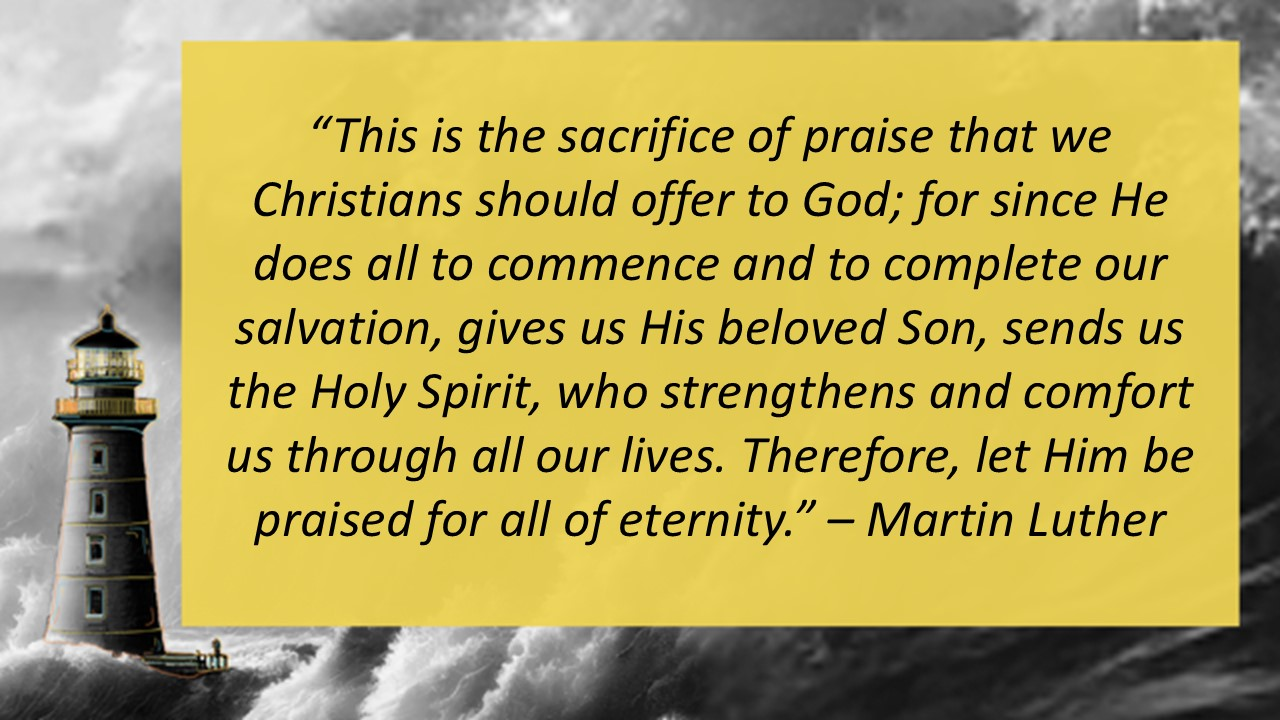 “This is the sacrifice of praise that we
Christians should offer to God; for since He
does all to commence and to complete our
salvation, gives us His beloved Son, sends us
the Holy Spirit, who strengthens and comfort
us through all our lives. Therefore, let Him be
praised for all of eternity.” – Martin Luther